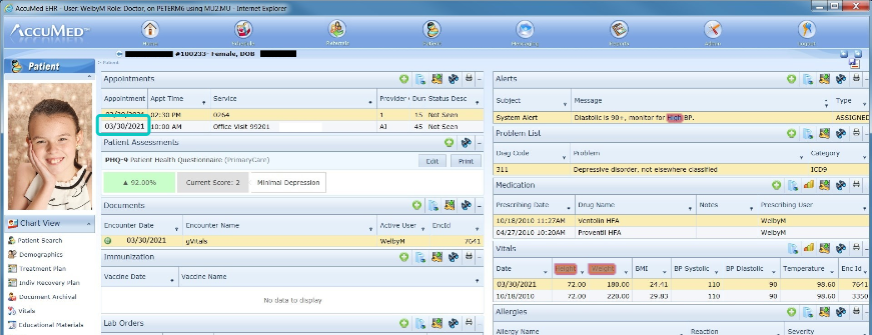 AccuMed EHR - User: WelbyM Role: Doctor, on PETERM6 using MU2.MU - Internet Explorer
ACCUMED
Home
Schedule
Messages
Reports
Admin
Logout
#100233- Female, DOB
Patient
Patient
Chart View
Patient Search
Demographics
Treatment Plan
Indiv Recovery Plan
Document Archival
Vitals
Educational Materials
Appointments
Appointment Appt Time Service Provider Dura Status Desc
03/30/2021 02:30 PM 0264 1 15 Not Seen
03/30/2021 10:00 AM Office Visit 99201 AJ 45 Not Seen
Patient Assessments
PHQ-9 Patient Health Questionnaire (PrimaryCare) Edit Print
▲ 92.00% Current Score: 2 Minimal Depression
Documents
Encounter Date Encounter Name Active User EncId
03/30/2021 gVitals WelbyM 7641
Immunization
Vaccine Date Vaccine Name
No data to display
Lab Orders
Alerts
Subject Message Type
System Alert Diastolic is 90+, monitor for High BP. ASSIGNED
Problem List
Diag Code Problem Category
311 Depressive disorder, not elsewhere classified ICD9
Medication
Prescribing Date Drug Name Notes Prescribing User
10/18/2010 11:27AM Ventolin HFA WelbyM
04/27/2010 10:20AM Proventil HFA WelbyM
Vitals
Date Height Weight BMI BP Systolic BP Diastolic Temperature Enc Id
03/30/2021 72.00 180.00 24.41 110 90 98.60 7641
10/18/2010 72.00 220.00 29.83 110 90 98.60 3350
Allergies
Allergy Name Reaction Severity